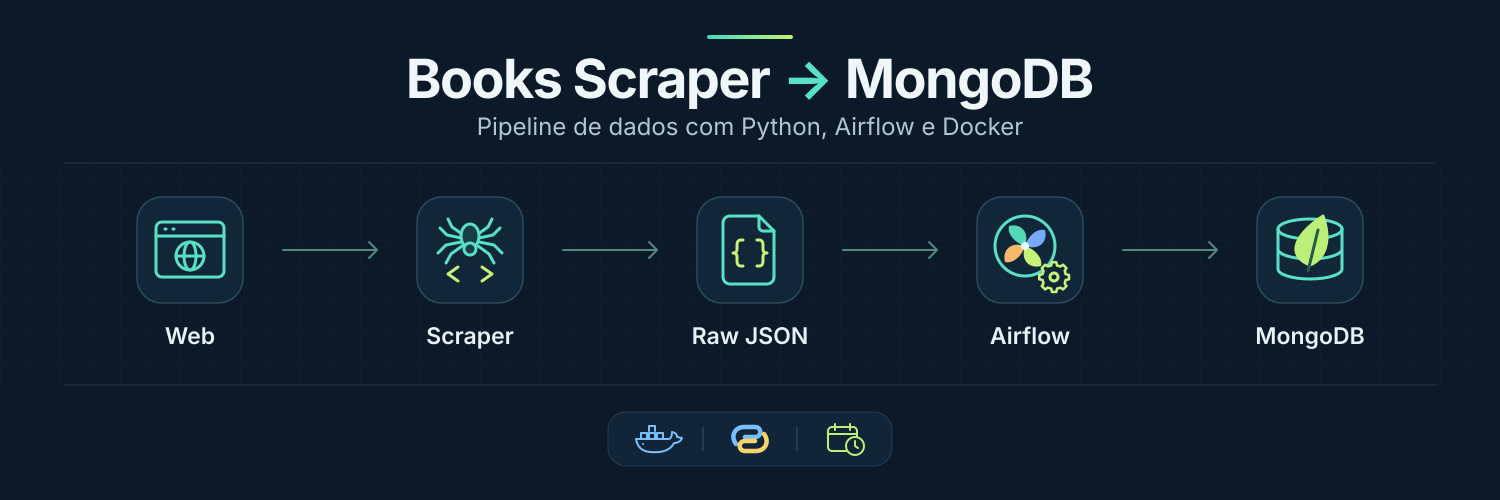 Books Scraper → MongoDB
Pipeline de dados com Python, Airflow e Docker
Web
Scraper
Raw JSON
Airflow
MongoDB